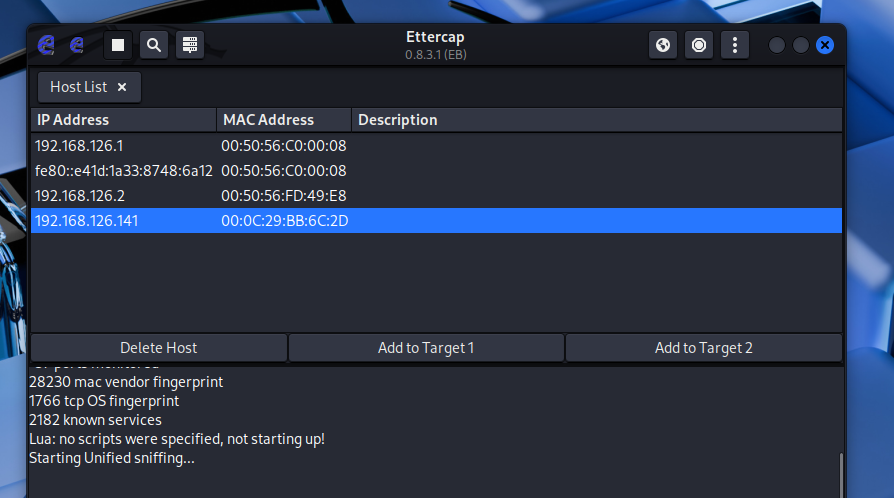 Ettercap
0.8.3.1 (EB)
Host List ×
IP Address MAC Address Description
192.168.126.1 00:50:56:C0:00:08
fe80::e41d:1a33:8748:6a12 00:50:56:C0:00:08
192.168.126.2 00:50:56:FD:49:E8
192.168.126.141 00:0C:29:BB:6C:2D
Delete Host Add to Target 1 Add to Target 2
ports monitored
28230 mac vendor fingerprint
1766 tcp OS fingerprint
2182 known services
Lua: no scripts were specified, not starting up!
Starting Unified sniffing...